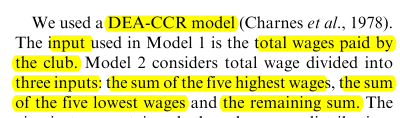 We used a DEA-CCR model (Charnes et al., 1978).
The input used in Model 1 is the total wages paid by
the club. Model 2 considers total wage divided into
three inputs: the sum of the five highest wages, the sum
of the five lowest wages and the remaining sum. The